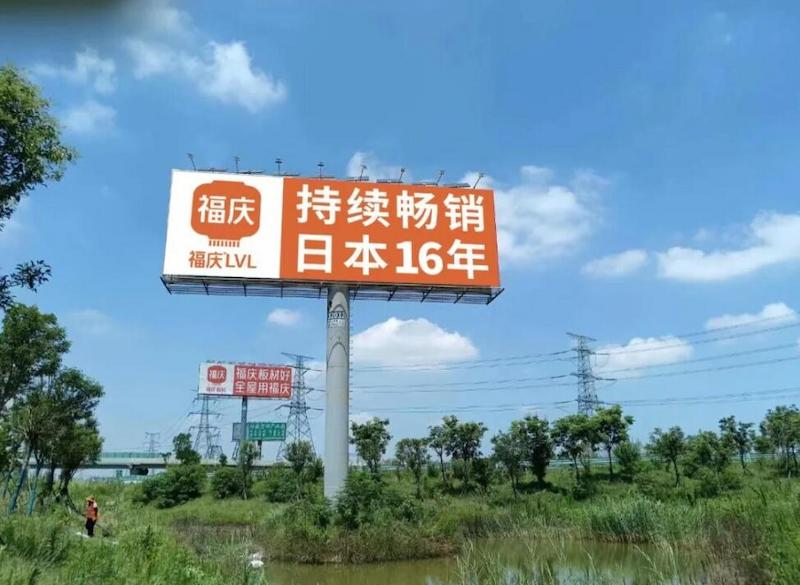 福庆
福庆LVL
持续畅销
日本16年
福庆
福庆板材好
全屋用福庆